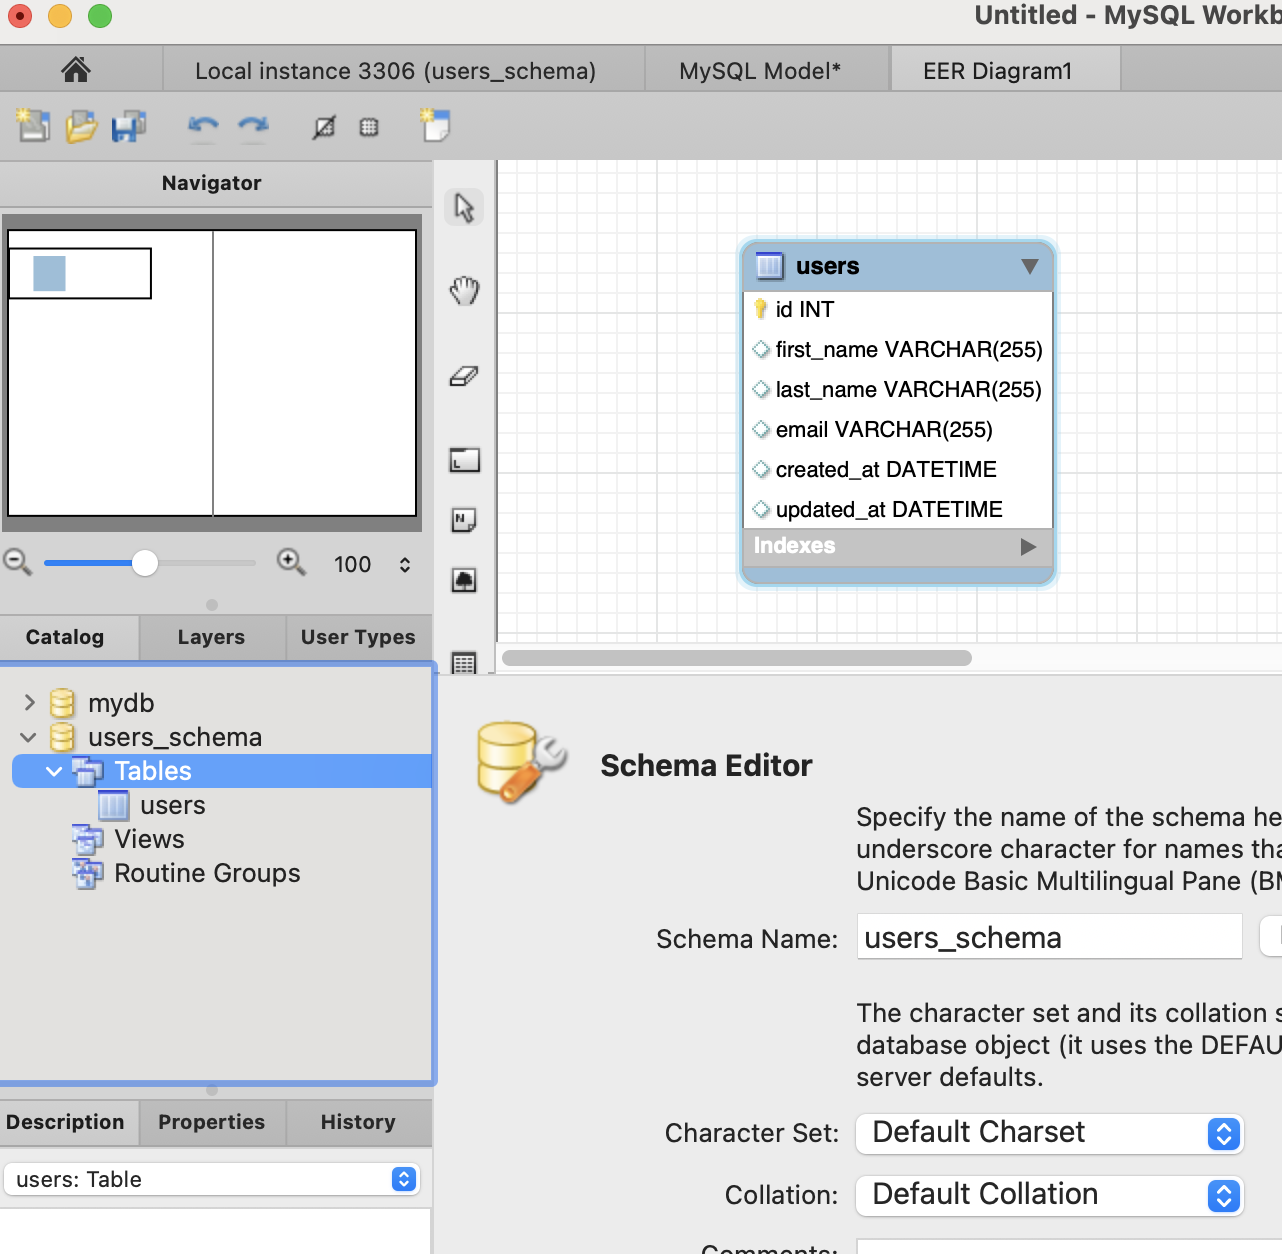 Untitled - MySQL Workb
Local instance 3306 (users_schema)
MySQL Model*
EER Diagram1
Navigator
100
Catalog
Layers
User Types
mydb
users_schema
Tables
users
Views
Routine Groups
Description
Properties
History
users: Table
users
id INT
first_name VARCHAR(255)
last_name VARCHAR(255)
email VARCHAR(255)
created_at DATETIME
updated_at DATETIME
Indexes
Schema Editor
Specify the name of the schema he
underscore character for names tha
Unicode Basic Multilingual Pane (BM
Schema Name:
users_schema
The character set and its collation s
database object (it uses the DEFAU
server defaults.
Character Set:
Default Charset
Collation:
Default Collation
Comments: